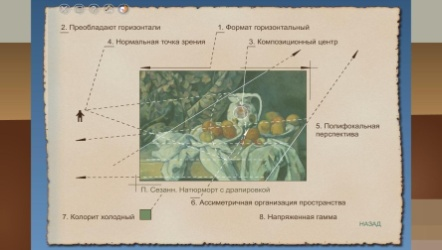 2. Преобладают горизонтали
1. Формат горизонтальный
4. Нормальная точка зрения
3. Композиционный центр
5. Полифокальная
перспектива
П. Сезанн. Натюрморт с драпировкой
6. Ассиметричная организация пространства
7. Колорит холодный
8. Напряженная гамма
НАЗАД